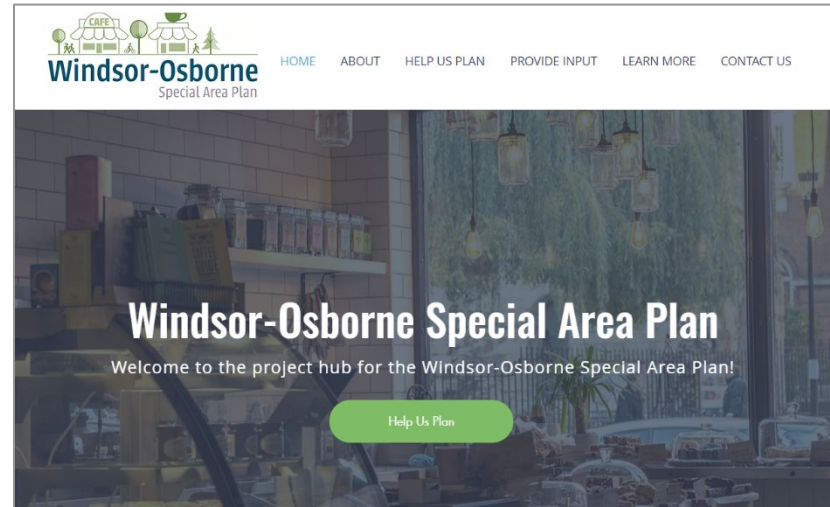 CAFE
Windsor-Osborne
Special Area Plan
HOME ABOUT HELP US PLAN PROVIDE INPUT LEARN MORE CONTACT US
Windsor-Osborne Special Area Plan
Welcome to the project hub for the Windsor-Osborne Special Area Plan!
Help Us Plan